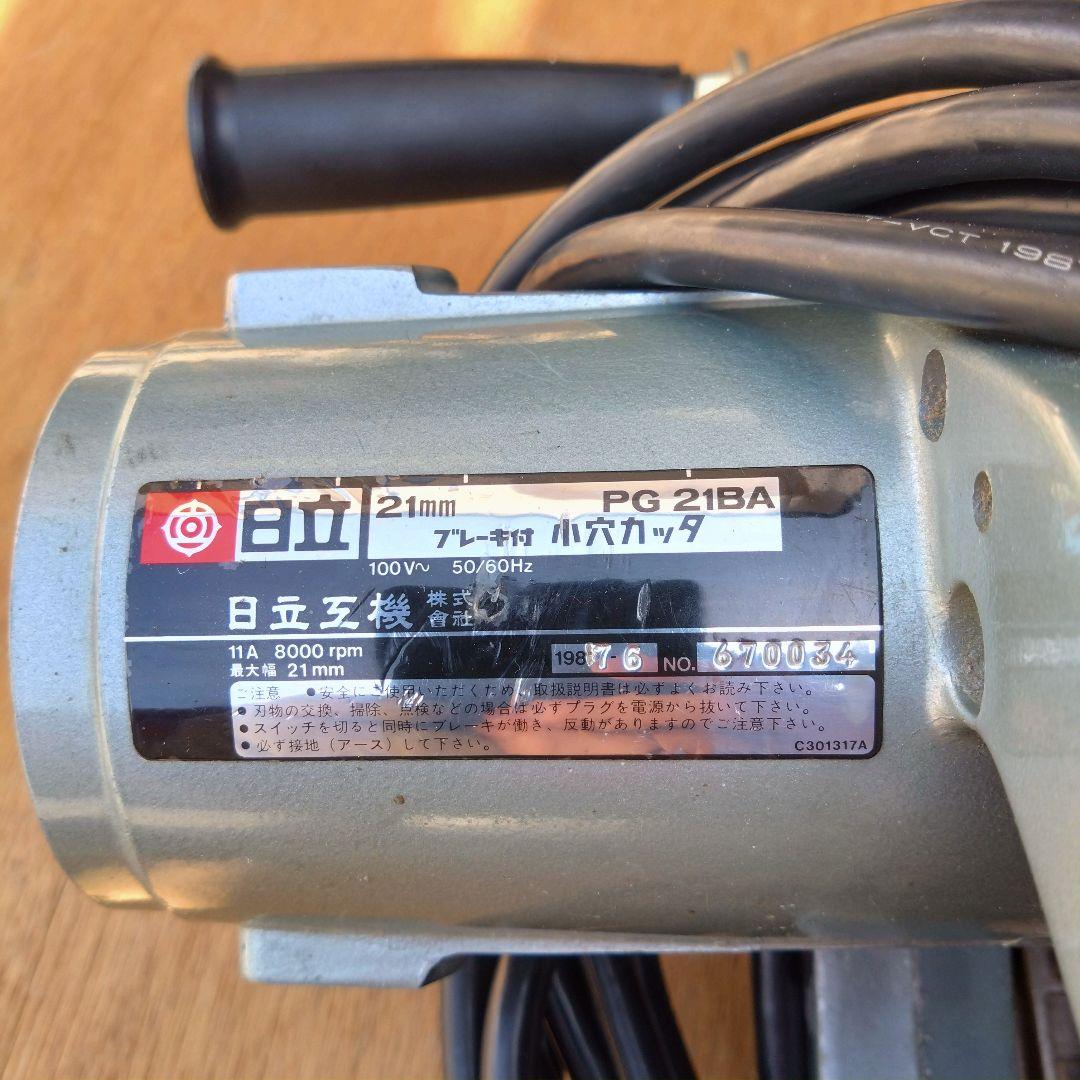 ᴛ-VCT 198
日立
21mm PG 21BA
ブレーキ付 小穴カッタ
100V～ 50/60Hz
日立工機 株式會社
11A 8000 rpm
最大幅 21mm
NO. 670034
ご注意 ●安全にご使用いただくため、取扱説明書は必ずよくお読み下さい。
●刃物の交換、掃除、点検などの場合は必ずプラグを電源から抜いて下さい。
●スイッチを切ると同時にブレーキが働き、反動がありますのでご注意下さい。
●必ず接地（アース）して下さい。
C301317A